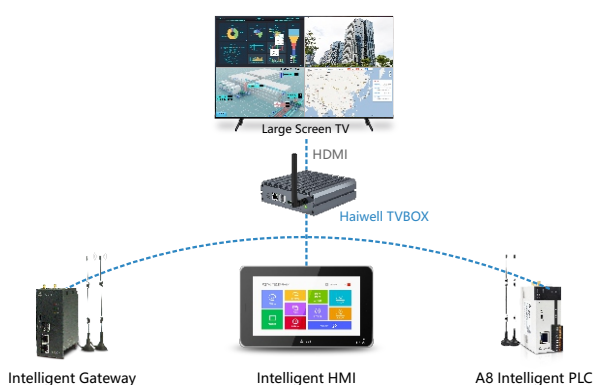 Large Screen TV
HDMI
Haiwell TVBOX
Intelligent Gateway
Intelligent HMI
A8 Intelligent PLC